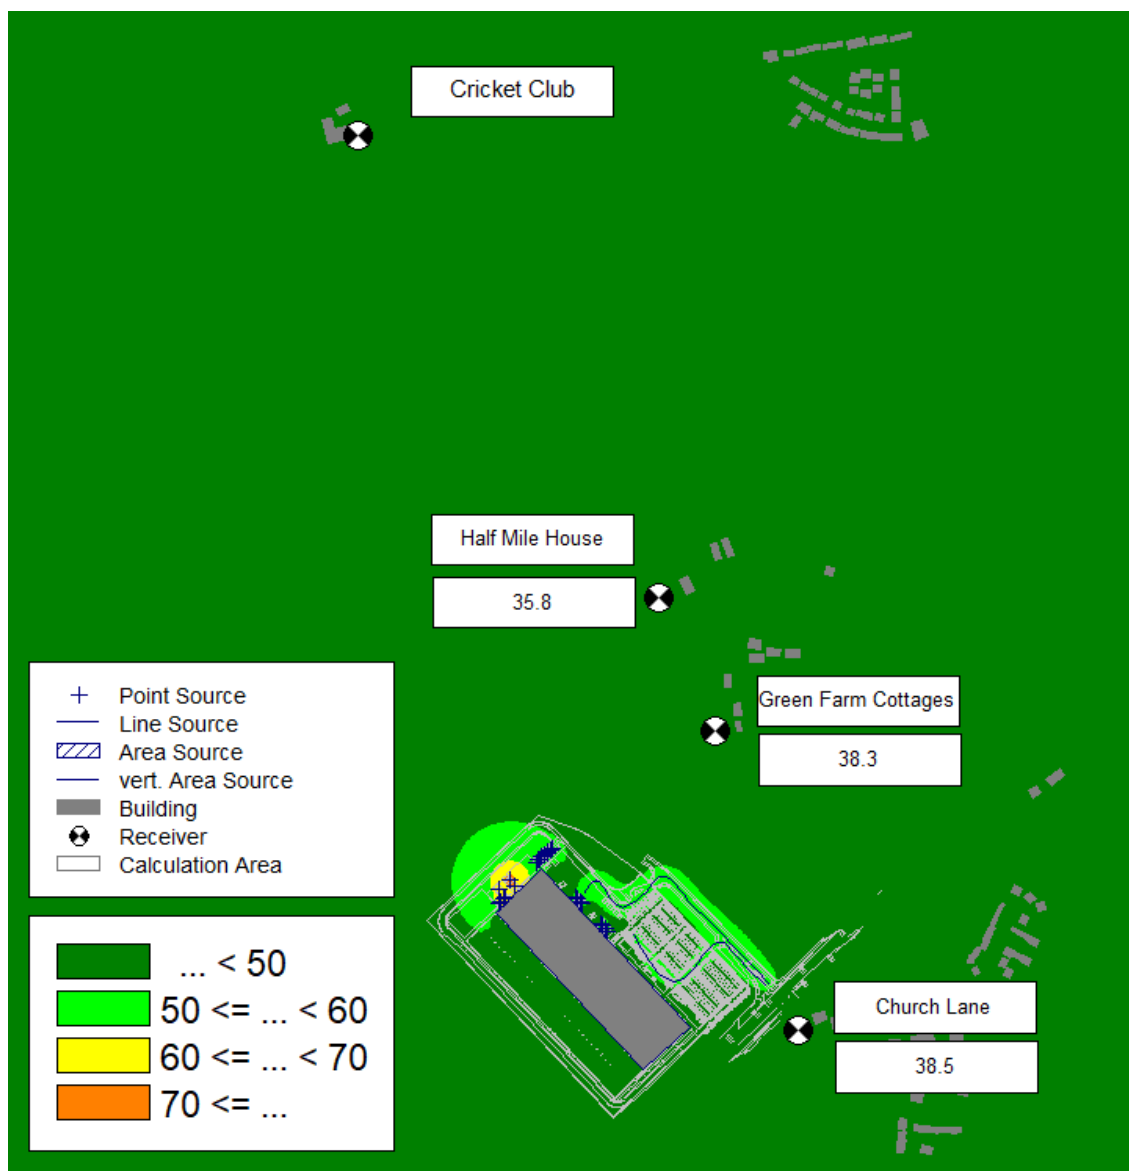 Cricket Club
Half Mile House
35.8
Green Farm Cottages
38.3
Point Source
Line Source
Area Source
vert. Area Source
Building
Receiver
Calculation Area
... < 50
50 <= ... < 60
60 <= ... < 70
70 <= ...
Church Lane
38.5